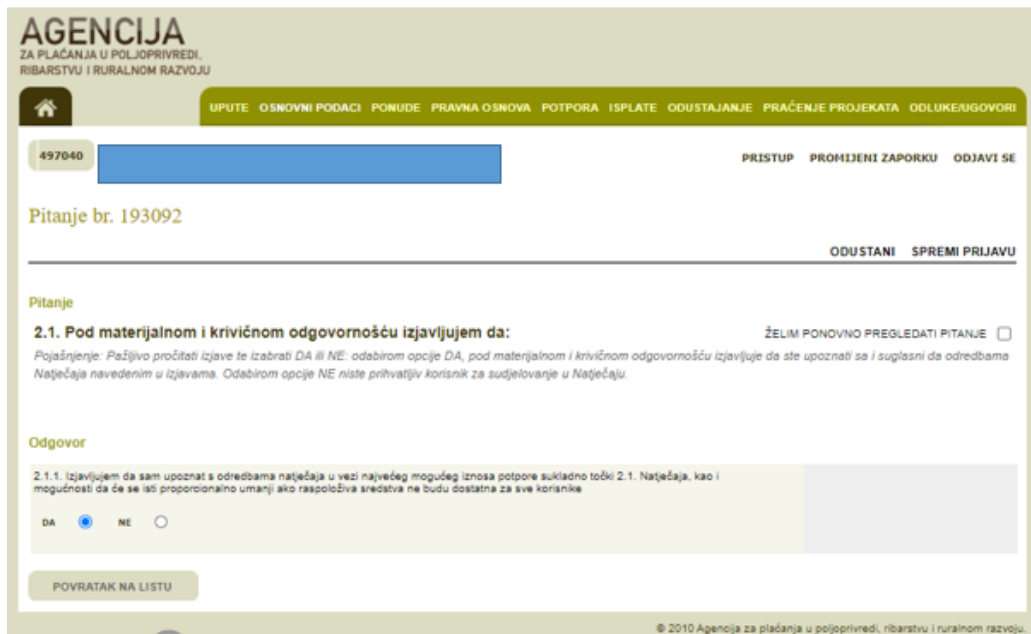 AGENCIJA
ZA PLAĆANJA U POLJOPRIVREDI,
RIBARSTVU I RURALNOM RAZVOJU
UPUTE OSNOVNI PODACI PONUDE PRAVNA OSNOVA POTPORA ISPLATE ODUSTAJANJE PRAĆENJE PROJEKATA ODLUKE/UGOVORI
497040
PRISTUP PROMIJENI ZAPORKU ODJAVI SE
Pitanje br. 193092
ODUSTANI SPREMI PRIJAVU
Pitanje
2.1. Pod materijalnom i krivičnom odgovornošću izjavljujem da:
ŽELIM PONOVNO PREGLEDATI PITANJE
Pojašnjenje: Pažljivo pročitati izjave te izabrati DA ili NE: odabirom opcije DA, pod materijalnom i krivičnom odgovornošću izjavljuje da ste upoznati sa i suglasni da odredbama
Natječaja navedenim u izjavama. Odabirom opcije NE niste prihvatljiv korisnik za sudjelovanje u Natječaju.
Odgovor
2.1.1. Izjavljujem da sam upoznat s odredbama natječaja u vezi najvećeg mogućeg iznosa potpore sukladno točki 2.1. Natječaja, kao i
mogućnosti da će se isti proporcionalno umanji ako raspoloživa sredstva ne budu dostatna za sve korisnike
DA NE
POVRATAK NA LISTU
© 2010 Agencija za plaćanja u poljoprivredi, ribarstvu i ruralnom razvoju.